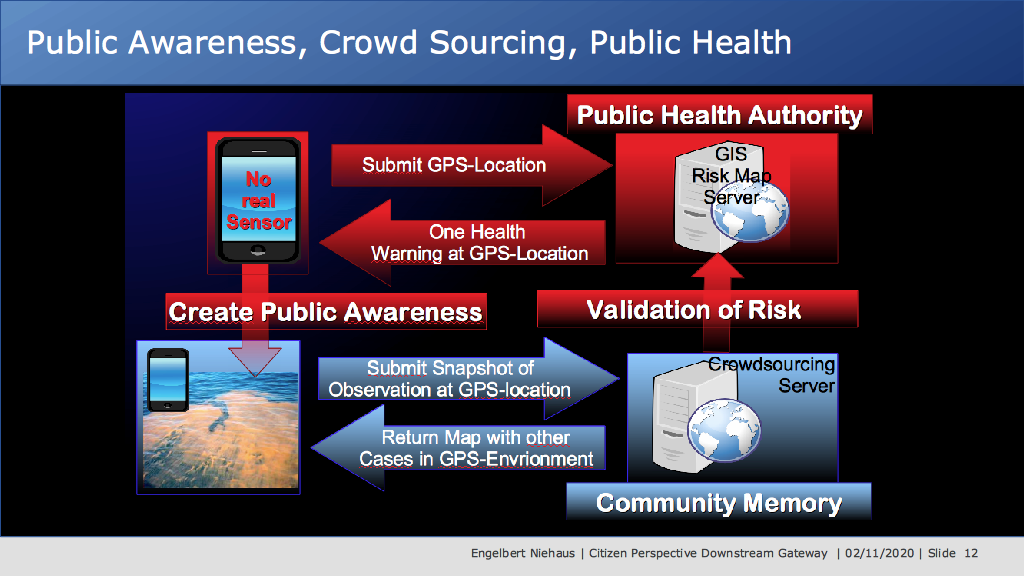 Public Awareness, Crowd Sourcing, Public Health
Public Health Authority
No
real
Sensor
Submit GPS-Location
GIS
Risk Map
Server
One Health
Warning at GPS-Location
Create Public Awareness
Validation of Risk
Submit Snapshot of
Observation at GPS-location
Crowdsourcing
Server
Return Map with other
Cases in GPS-Envrionment
Community Memory
Engelbert Niehaus | Citizen Perspective Downstream Gateway | 02/11/2020 | Slide 12